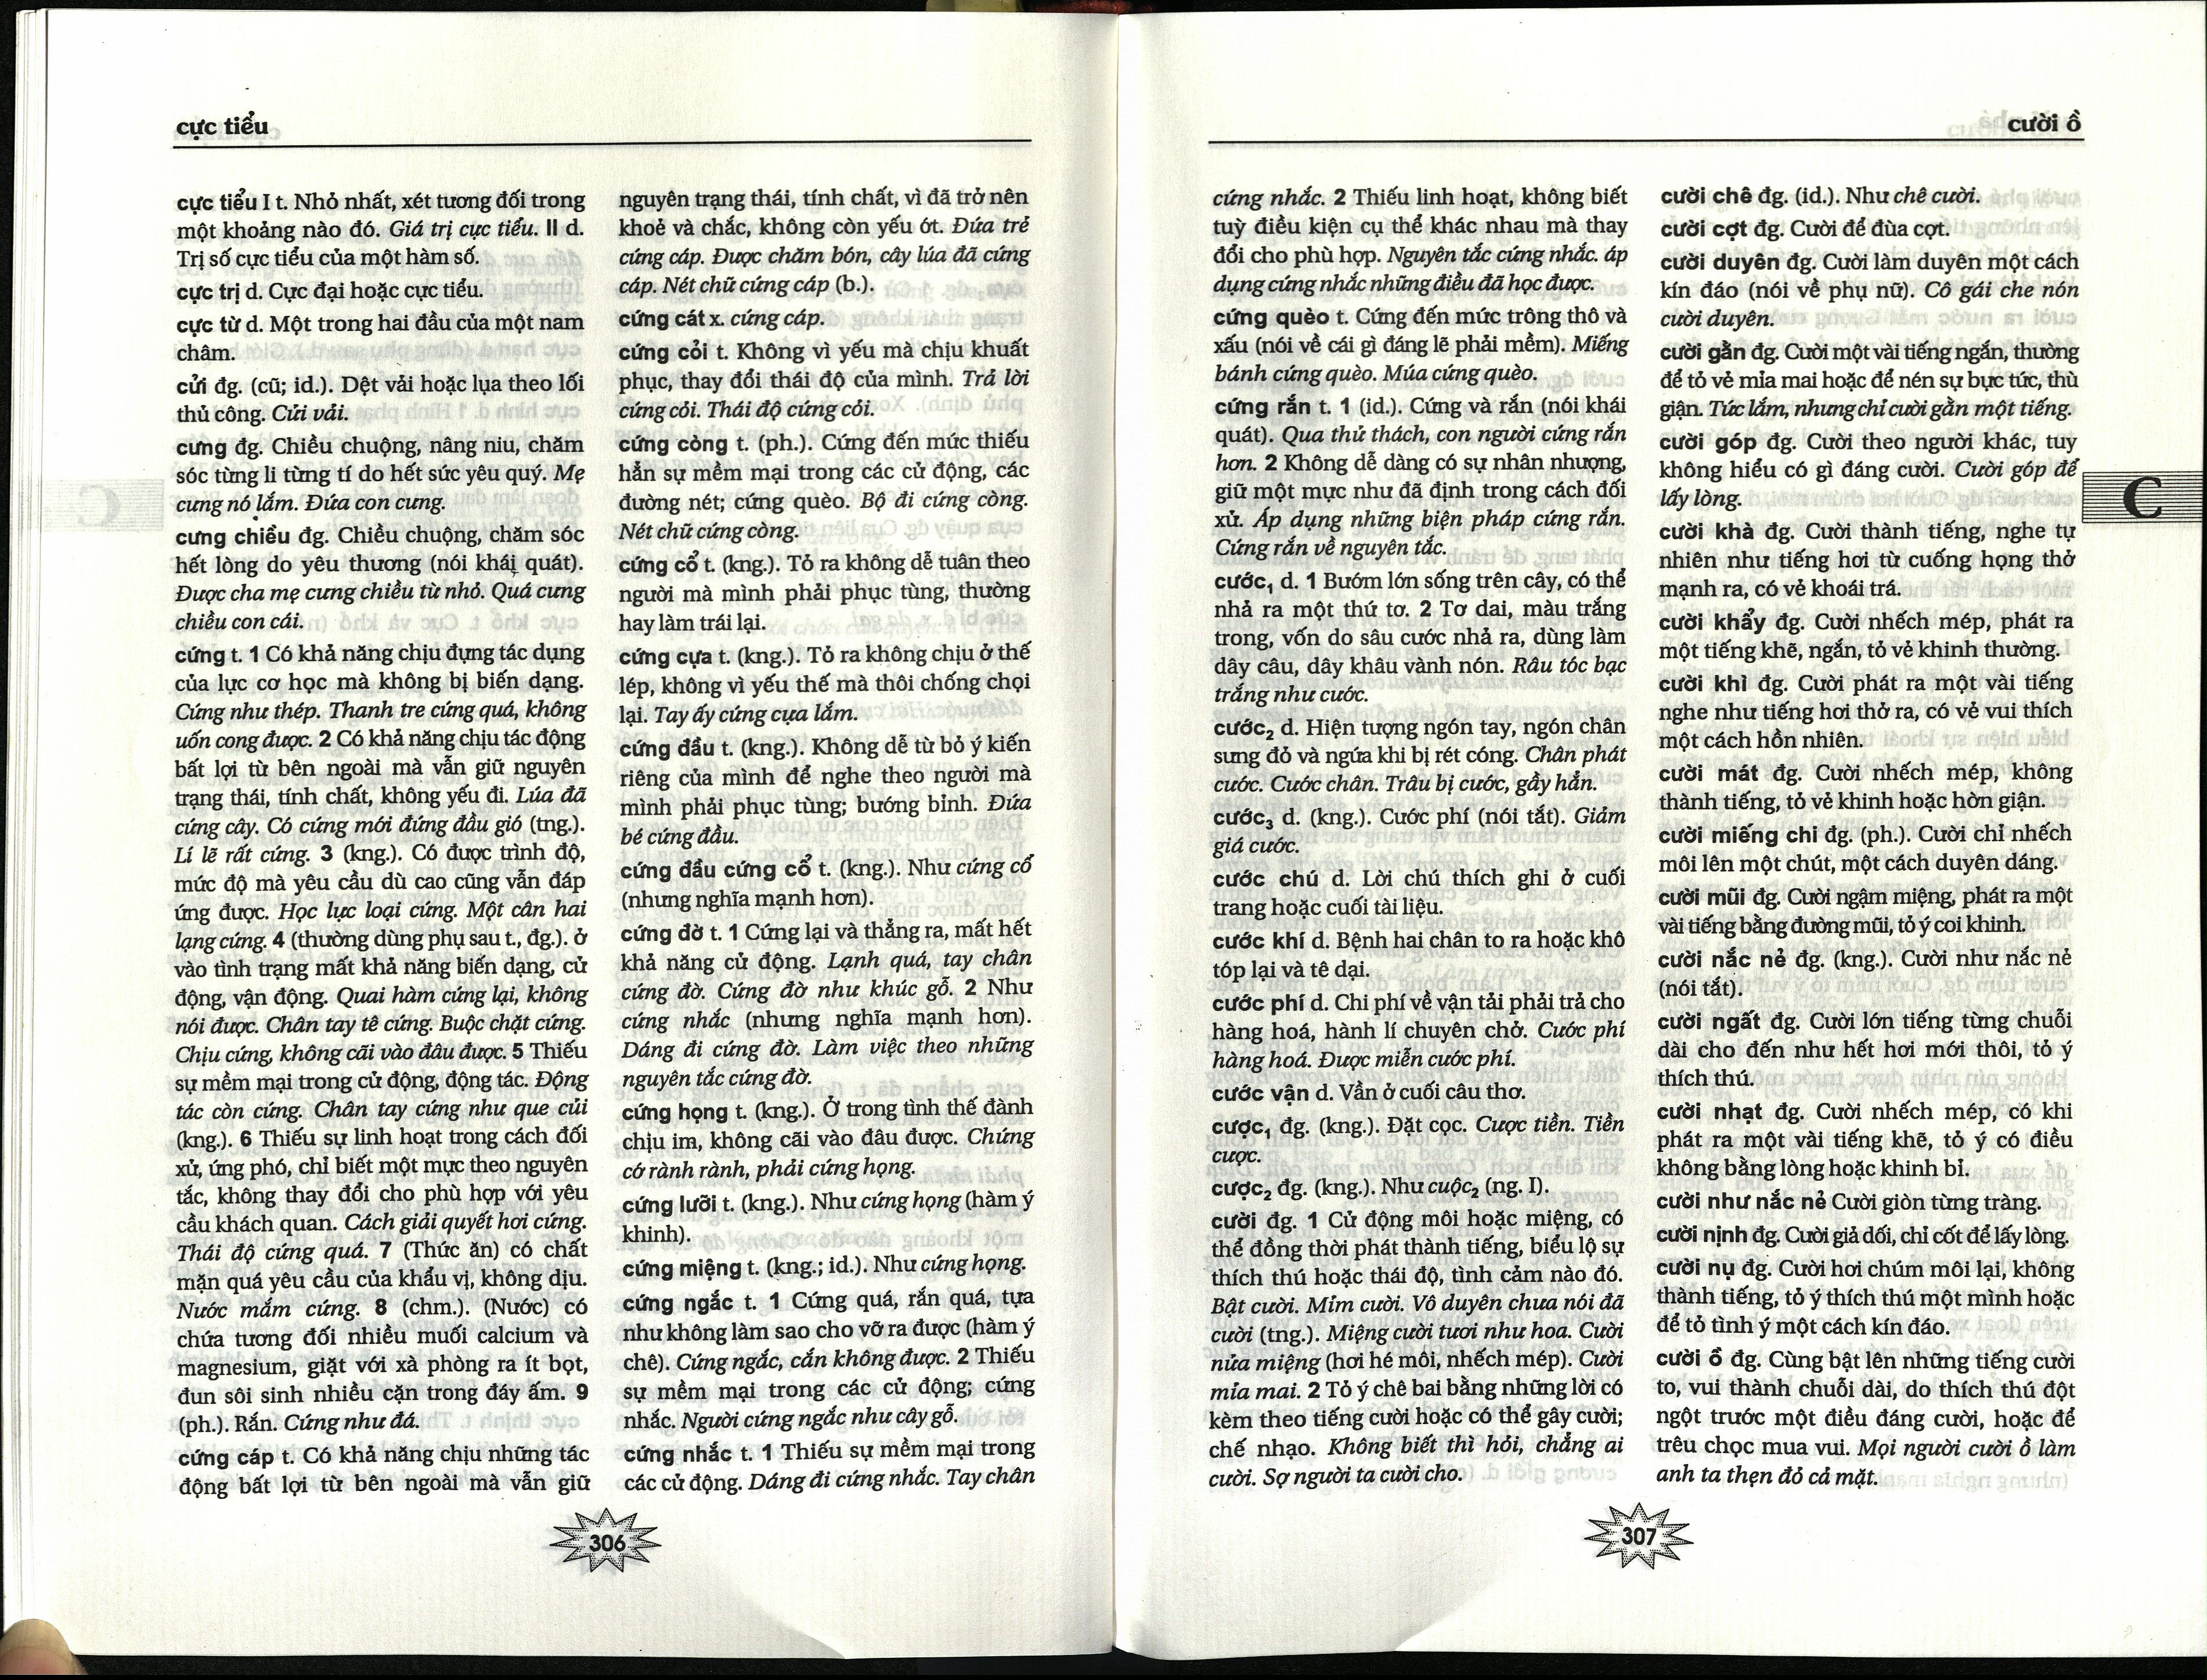 cực tiểu
cực tiểu I t. Nhỏ nhất, xét tương đối trong
một khoảng nào đó. Giá trị cực tiểu. II d.
Trị số cực tiểu của một hàm số.
cực trị d. Cực đại hoặc cực tiểu.
cực từ d. Một trong hai đầu của một nam
châm.
cửi đg. (cũ; id.). Dệt vải hoặc lụa theo lối
thủ công. Cửi vải.
cưng đg. Chiều chuộng, nâng niu, chăm
sóc từng li từng tí do hết sức yêu quý. Mẹ
cưng nó lắm. Đứa con cưng.
cưng chiều đg. Chiều chuộng, chăm sóc
hết lòng do yêu thương (nói khái quát).
Được cha mẹ cưng chiều từ nhỏ. Quá cưng
chiều con cái.
cứng t. 1 Có khả năng chịu đựng tác dụng
của lực cơ học mà không bị biến dạng.
Cứng như thép. Thanh tre cứng quá, không
uốn cong được. 2 Có khả năng chịu tác động
bất lợi từ bên ngoài mà vẫn giữ nguyên
trạng thái, tính chất, không yếu đi. Lúa đã
cứng cây. Có cứng mới đứng đầu gió (tng.).
Lí lẽ rất cứng. 3 (kng.). Có được trình độ,
mức độ mà yêu cầu dù cao cũng vẫn đáp
ứng được. Học lực loại cứng. Một cân hai
lạng cứng. 4 (thường dùng phụ sau t., đg.). ở
vào tình trạng mất khả năng biến dạng, cử
động, vận động. Quai hàm cứng lại, không
nói được. Chân tay tê cứng. Buộc chặt cứng.
Chịu cứng, không cãi vào đâu được. 5 Thiếu
sự mềm mại trong cử động, động tác. Động
tác còn cứng. Chân tay cứng như que củi
(kng.). 6 Thiếu sự linh hoạt trong cách đối
xử, ứng phó, chỉ biết một mực theo nguyên
tắc, không thay đổi cho phù hợp với yêu
cầu khách quan. Cách giải quyết hơi cứng.
Thái độ cứng quá. 7 (Thức ăn) có chất
mặn quá yêu cầu của khẩu vị, không dịu.
Nước mắm cứng. 8 (chm.). (Nước) có
chứa tương đối nhiều muối calcium và
magnesium, giặt với xà phòng ra ít bọt,
đun sôi sinh nhiều cặn trong đáy ấm. 9
(ph.). Rắn. Cứng như đá.
cứng cáp t. Có khả năng chịu những tác
động bất lợi từ bên ngoài mà vẫn giữ
nguyên trạng thái, tính chất, vì đã trở nên
khoẻ và chắc, không còn yếu ớt. Đứa trẻ
cứng cáp. Được chăm bón, cây lúa đã cứng
cáp. Nét chữ cứng cáp (b.).
cứng cát x. cứng cáp.
cứng cỏi t. Không vì yếu mà chịu khuất
phục, thay đổi thái độ của mình. Trả lời
cứng cỏi. Thái độ cứng cỏi.
cứng còng t. (ph.). Cứng đến mức thiếu
hẳn sự mềm mại trong các cử động, các
đường nét; cứng quèo. Bộ đi cứng còng.
Nét chữ cứng còng.
cứng cổ t. (kng.). Tỏ ra không dễ tuân theo
người mà mình phải phục tùng, thường
hay làm trái lại.
cứng cựa t. (kng.). Tỏ ra không chịu ở thế
lép, không vì yếu thế mà thôi chống chọi
lại. Tay ấy cứng cựa lắm.
cứng đầu t. (kng.). Không dễ từ bỏ ý kiến
riêng của mình để nghe theo người mà
mình phải phục tùng; bướng bỉnh. Đứa
bé cứng đầu.
cứng đầu cứng cổ t. (kng.). Như cứng cổ
(nhưng nghĩa mạnh hơn).
cứng đờ t. 1 Cứng lại và thẳng ra, mất hết
khả năng cử động. Lạnh quá, tay chân
cứng đờ. Cứng đờ như khúc gỗ. 2 Như
cứng nhắc (nhưng nghĩa mạnh hơn).
Dáng đi cứng đờ. Làm việc theo những
nguyên tắc cứng đờ.
cứng họng t. (kng.). Ở trong tình thế đành
chịu im, không cãi vào đâu được. Chứng
cớ rành rành, phải cứng họng.
cứng lưỡi t. (kng.). Như cứng họng (hàm ý
khinh).
cứng miệng t. (kng.; id.). Như cứng họng.
cứng ngắc t. 1 Cứng quá, rắn quá, tựa
như không làm sao cho vỡ ra được (hàm ý
chê). Cứng ngắc, cắn không được. 2 Thiếu
sự mềm mại trong các cử động; cứng
nhắc. Người cứng ngắc như cây gỗ.
cứng nhắc t. 1 Thiếu sự mềm mại trong
các cử động. Dáng đi cứng nhắc. Tay chân
306
cười ồ
cứng nhắc. 2 Thiếu linh hoạt, không biết
tuỳ điều kiện cụ thể khác nhau mà thay
đổi cho phù hợp. Nguyên tắc cứng nhắc. áp
dụng cứng nhắc những điều đã học được.
cứng quèo t. Cứng đến mức trông thô và
xấu (nói về cái gì đáng lẽ phải mềm). Miếng
bánh cứng quèo. Múa cứng quèo.
cứng rắn t. 1 (id.). Cứng và rắn (nói khái
quát). Qua thử thách, con người cứng rắn
hơn. 2 Không dễ dàng có sự nhân nhượng,
giữ một mực như đã định trong cách đối
xử. Áp dụng những biện pháp cứng rắn.
Cứng rắn về nguyên tắc.
cước₁ d. 1 Bướm lớn sống trên cây, có thể
nhả ra một thứ tơ. 2 Tơ dai, màu trắng
trong, vốn do sâu cước nhả ra, dùng làm
dây câu, dây khâu vành nón. Râu tóc bạc
trắng như cước.
cước₂ d. Hiện tượng ngón tay, ngón chân
sưng đỏ và ngứa khi bị rét cóng. Chân phát
cước. Cước chân. Trâu bị cước, gầy hẳn.
cước₃ d. (kng.). Cước phí (nói tắt). Giảm
giá cước.
cước chú d. Lời chú thích ghi ở cuối
trang hoặc cuối tài liệu.
cước khí d. Bệnh hai chân to ra hoặc khô
tóp lại và tê dại.
cước phí d. Chi phí về vận tải phải trả cho
hàng hoá, hành lí chuyên chở. Cước phí
hàng hoá. Được miễn cước phí.
cước vận d. Vần ở cuối câu thơ.
cược₁ đg. (kng.). Đặt cọc. Cược tiền. Tiền
cược.
cược₂ đg. (kng.). Như cuộc₂ (ng. I).
cười đg. 1 Cử động môi hoặc miệng, có
thể đồng thời phát thành tiếng, biểu lộ sự
thích thú hoặc thái độ, tình cảm nào đó.
Bật cười. Mỉm cười. Vô duyên chưa nói đã
cười (tng.). Miệng cười tươi như hoa. Cười
nửa miệng (hơi hé môi, nhếch mép). Cười
mỉa mai. 2 Tỏ ý chê bai bằng những lời có
kèm theo tiếng cười hoặc có thể gây cười;
chế nhạo. Không biết thì hỏi, chẳng ai
cười. Sợ người ta cười cho.
cười chê đg. (id.). Như chê cười.
cười cợt đg. Cười để đùa cợt.
cười duyên đg. Cười làm duyên một cách
kín đáo (nói về phụ nữ). Cô gái che nón
cười duyên.
cười gằn đg. Cười một vài tiếng ngắn, thường
để tỏ vẻ mỉa mai hoặc để nén sự bực tức, thù
giận. Tức lắm, nhưng chỉ cười gằn một tiếng.
cười góp đg. Cười theo người khác, tuy
không hiểu có gì đáng cười. Cười góp để
lấy lòng.
cười khà đg. Cười thành tiếng, nghe tự
nhiên như tiếng hơi từ cuống họng thở
mạnh ra, có vẻ khoái trá.
cười khẩy đg. Cười nhếch mép, phát ra
một tiếng khẽ, ngắn, tỏ vẻ khinh thường.
cười khì đg. Cười phát ra một vài tiếng
nghe như tiếng hơi thở ra, có vẻ vui thích
một cách hồn nhiên.
cười mát đg. Cười nhếch mép, không
thành tiếng, tỏ vẻ khinh hoặc hờn giận.
cười miếng chi đg. (ph.). Cười chỉ nhếch
môi lên một chút, một cách duyên dáng.
cười mũi đg. Cười ngậm miệng, phát ra một
vài tiếng bằng đường mũi, tỏ ý coi khinh.
cười nắc nẻ đg. (kng.). Cười như nắc nẻ
(nói tắt).
cười ngất đg. Cười lớn tiếng từng chuỗi
dài cho đến như hết hơi mới thôi, tỏ ý
thích thú.
cười nhạt đg. Cười nhếch mép, có khi
phát ra một vài tiếng khẽ, tỏ ý có điều
không bằng lòng hoặc khinh bỉ.
cười như nắc nẻ Cười giòn từng tràng.
cười nịnh đg. Cười giả dối, chỉ cốt để lấy lòng.
cười nụ đg. Cười hơi chúm môi lại, không
thành tiếng, tỏ ý thích thú một mình hoặc
để tỏ tình ý một cách kín đáo.
cười ồ đg. Cùng bật lên những tiếng cười
to, vui thành chuỗi dài, do thích thú đột
ngột trước một điều đáng cười, hoặc để
trêu chọc mua vui. Mọi người cười ồ làm
anh ta thẹn đỏ cả mặt.
C
307